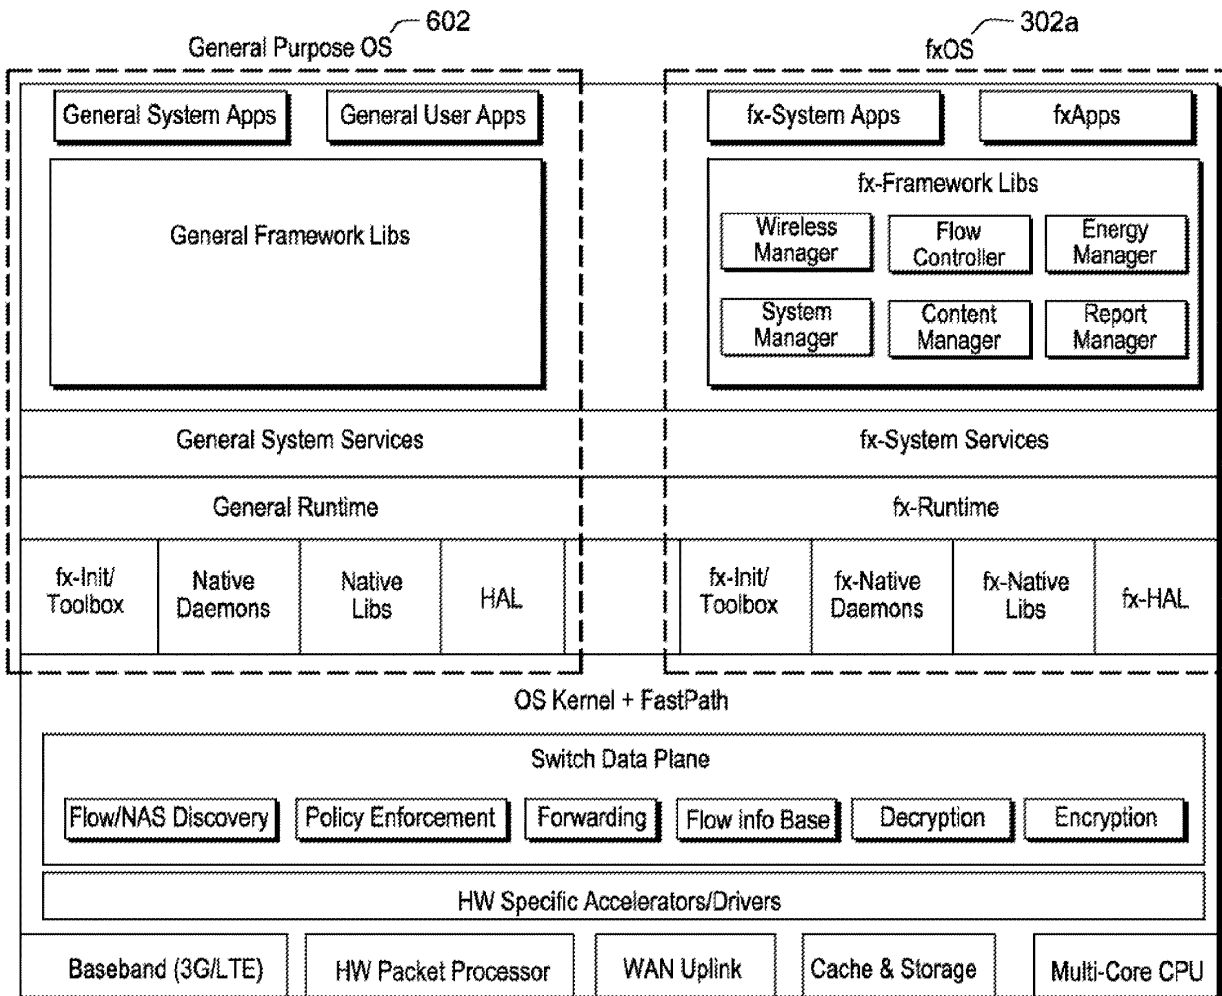 602
General Purpose OS
302a
fxOS
General System Apps
General User Apps
fx-System Apps
fxApps
General Framework Libs
fx-Framework Libs
Wireless
Manager
Flow
Controller
Energy
Manager
System
Manager
Content
Manager
Report
Manager
General System Services
fx-System Services
General Runtime
fx-Runtime
fx-Init/
Toolbox
Native
Daemons
Native
Libs
HAL
fx-Init/
Toolbox
fx-Native
Daemons
fx-Native
Libs
fx-HAL
OS Kernel + FastPath
Switch Data Plane
Flow/NAS Discovery
Policy Enforcement
Forwarding
Flow info Base
Decryption
Encryption
HW Specific Accelerators/Drivers
Baseband (3G/LTE)
HW Packet Processor
WAN Uplink
Cache & Storage
Multi-Core CPU